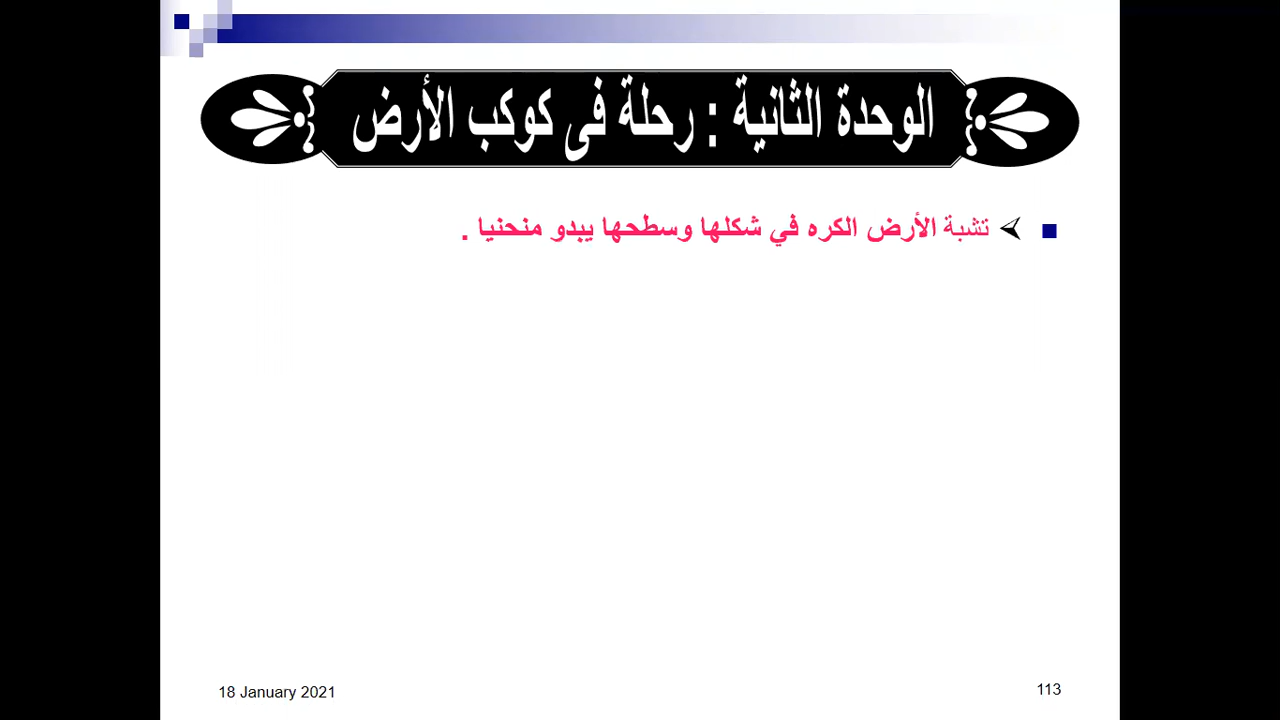 الوحدة الثانية : رحلة فى كوكب الأرض
تشبة الأرض الكره في شكلها وسطحها يبدو منحنيا .
18 January 2021
113